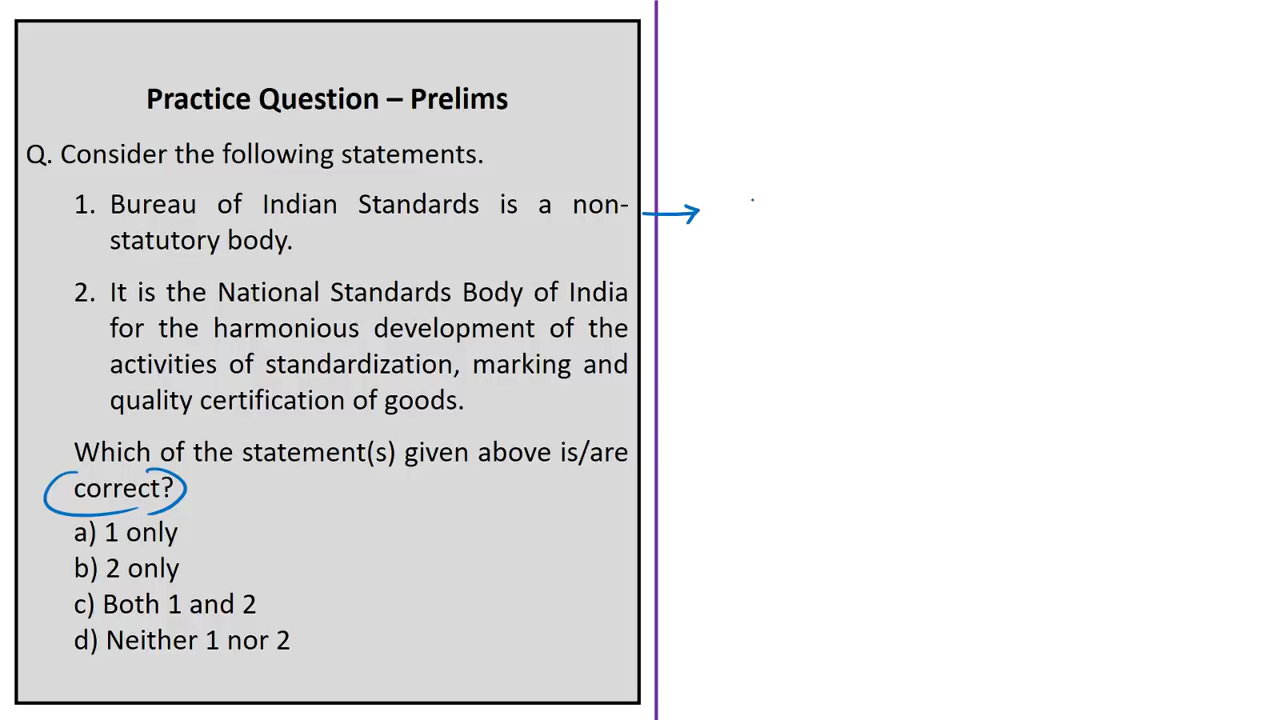 Practice Question – Prelims
Q. Consider the following statements.
1. Bureau of Indian Standards is a non-
statutory body.
2. It is the National Standards Body of India
for the harmonious development of the
activities of standardization, marking and
quality certification of goods.
Which of the statement(s) given above is/are
correct?
a) 1 only
b) 2 only
c) Both 1 and 2
d) Neither 1 nor 2